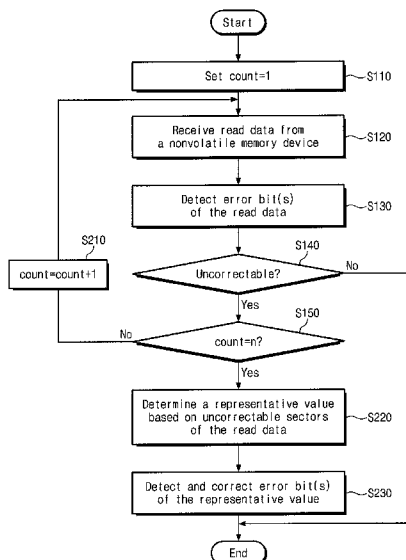 Start
Set count=1
S110
Receive read data from
a nonvolatile memory device
S120
Detect error bit(s)
of the read data
S130
S210
count=count+1
S140
Uncorrectable?
No
Yes
S150
count=n?
No
Yes
Determine a representative value
based on uncorrectable sectors
of the read data
S220
Detect and correct error bit(s)
of the representative value
S230
End